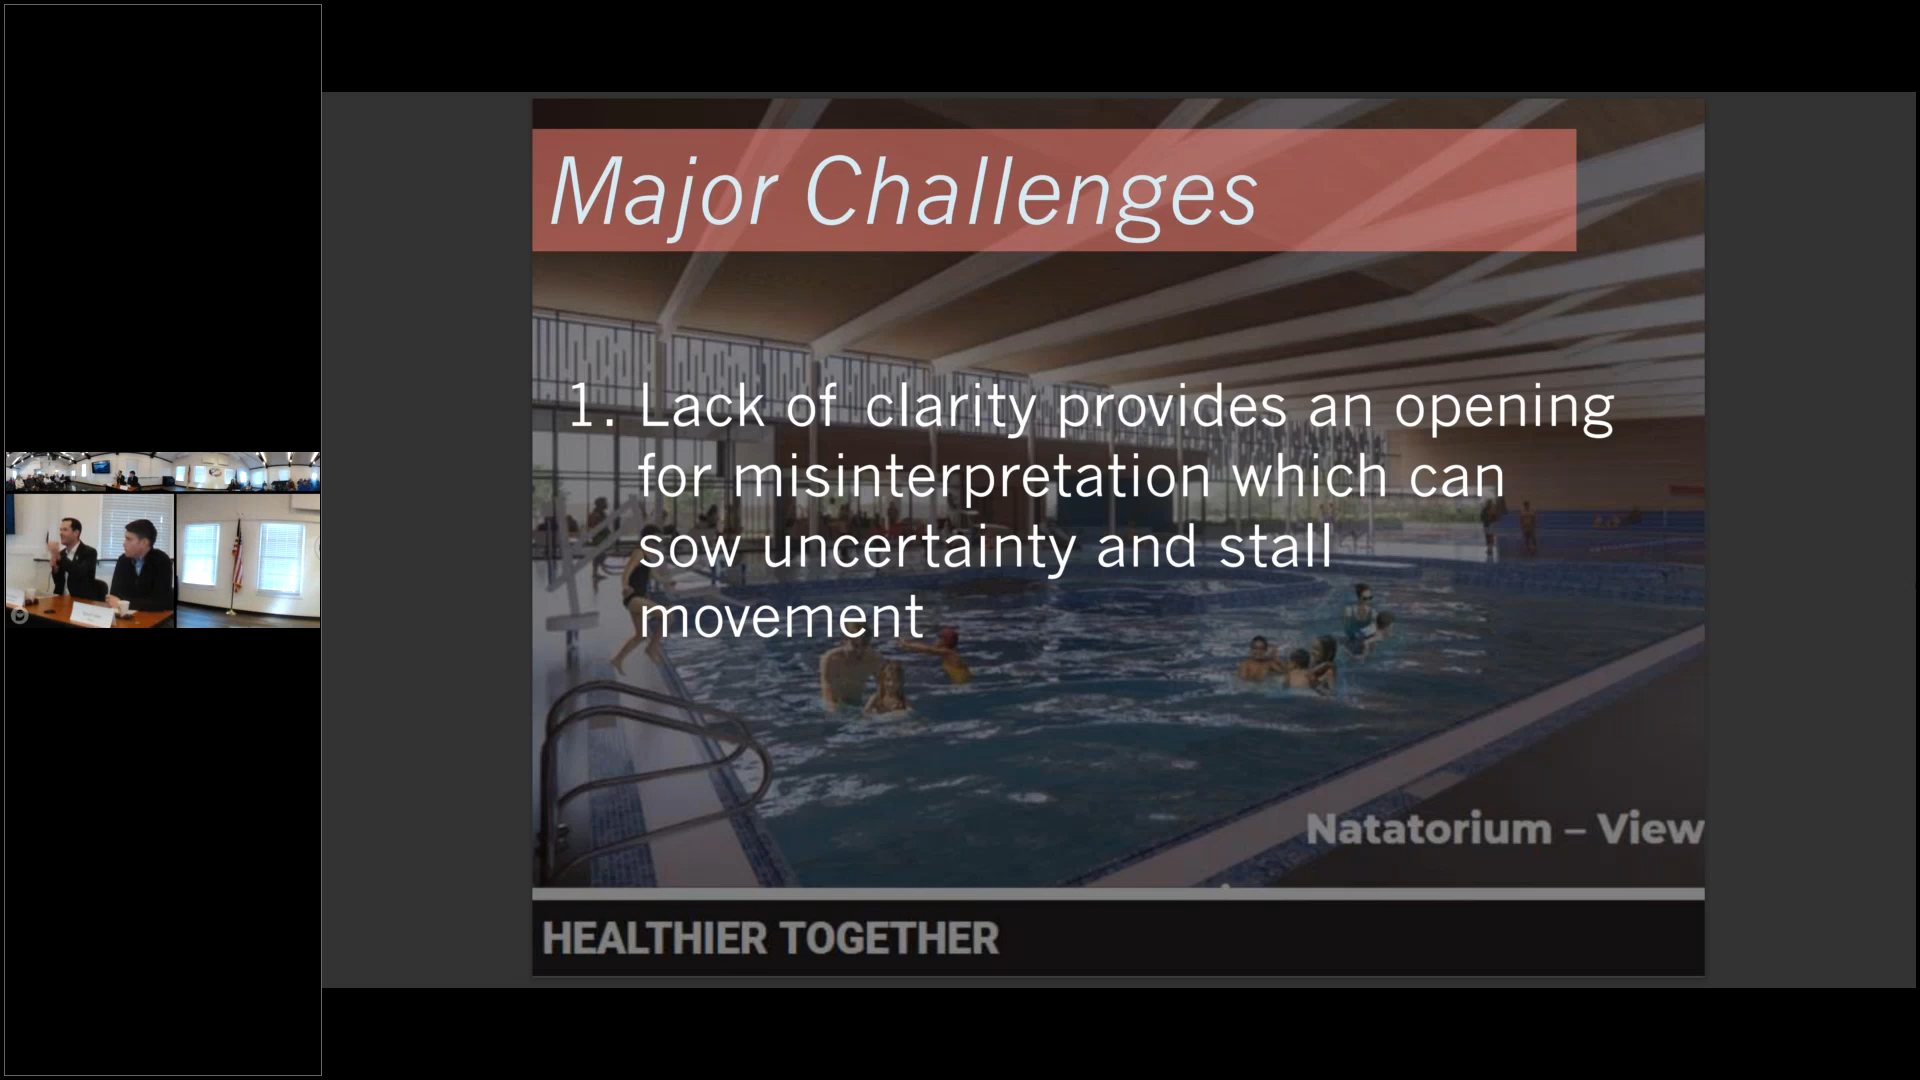 Major Challenges
1. Lack of clarity provides an opening
for misinterpretation which can
sow uncertainty and stall
movement
Natatorium – View
HEALTHIER TOGETHER